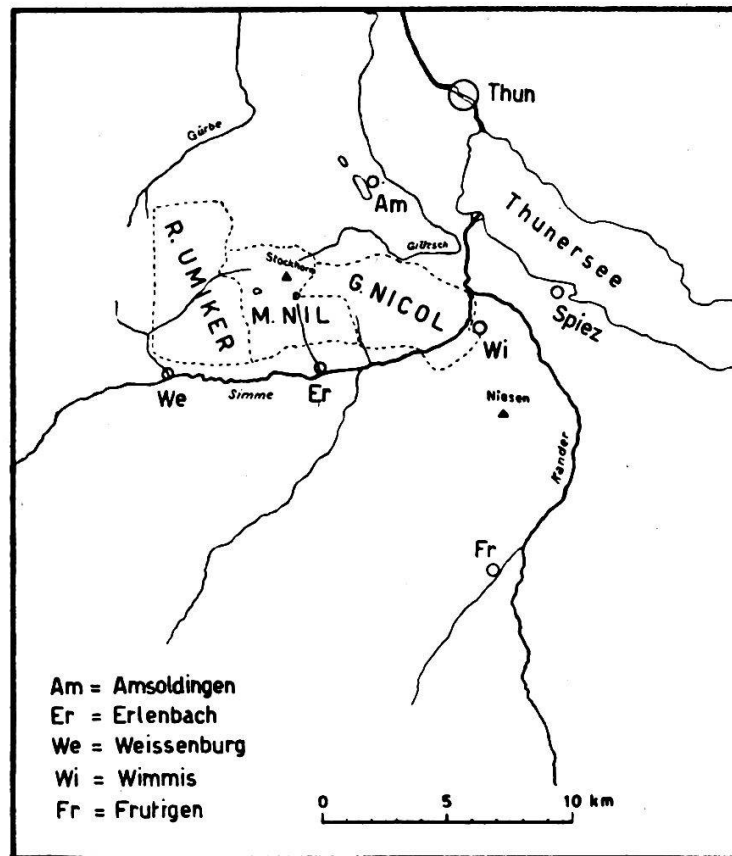 Thun
Gürbe
Am
Thunersee
Glütsch
R. UMIKER
Stockhorn
G. NICOL
M. NIL
Spiez
Wi
We
Simme
Er
Niesen
Kander
Fr
Am = Amsoldingen
Er = Erlenbach
We = Weissenburg
Wi = Wimmis
Fr = Frutigen
0 5 10 km